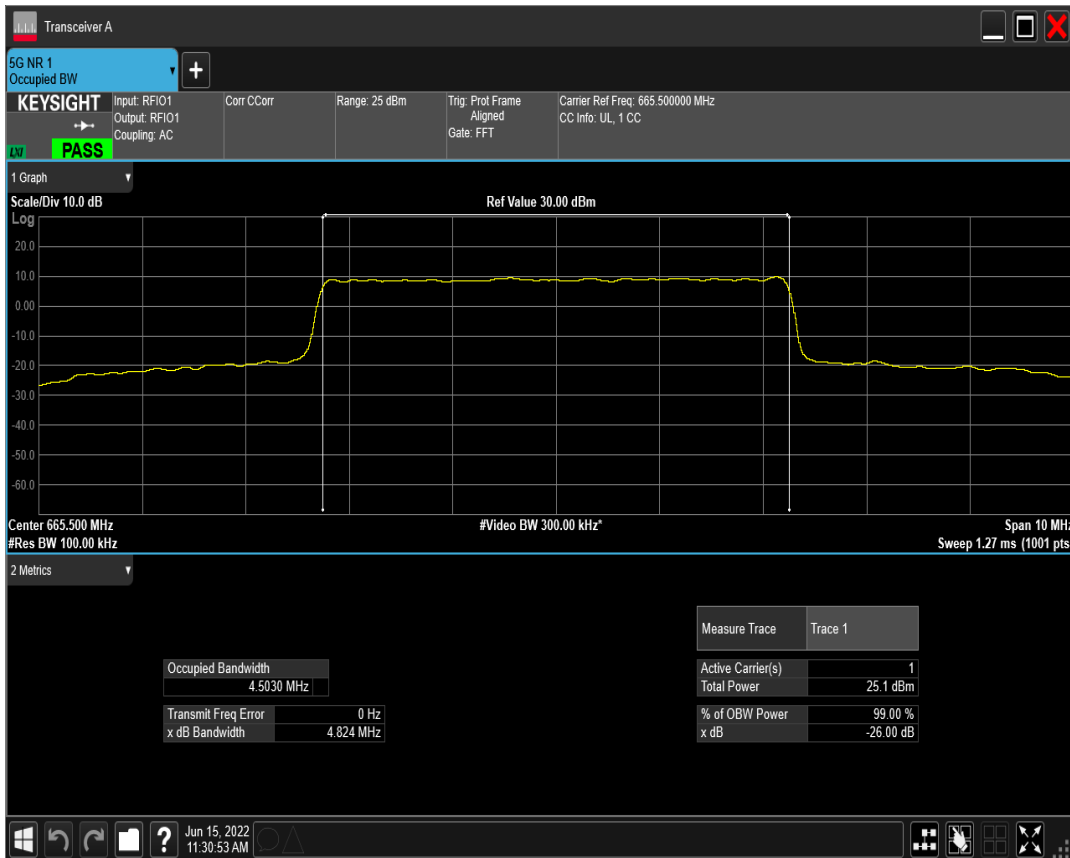 Transceiver A
5G NR 1
Occupied BW
KEYSIGHT
LXI
PASS
Input: RFIO1
Output: RFIO1
Coupling: AC
Corr CCorr
Range: 25 dBm
Trig: Prot Frame
Aligned
Gate: FFT
Carrier Ref Freq: 665.500000 MHz
CC Info: UL, 1 CC
1 Graph
Scale/Div 10.0 dB
Ref Value 30.00 dBm
Log
20.0
10.0
0.00
-10.0
-20.0
-30.0
-40.0
-50.0
-60.0
Center 665.500 MHz
#Video BW 300.00 kHz*
Span 10 MHz
#Res BW 100.00 kHz
Sweep 1.27 ms (1001 pts
2 Metrics
Measure Trace Trace 1
Occupied Bandwidth
4.5030 MHz
Active Carrier(s) 1
Total Power 25.1 dBm
Transmit Freq Error 0 Hz
x dB Bandwidth 4.824 MHz
% of OBW Power 99.00 %
x dB -26.00 dB
?
Jun 15, 2022
11:30:53 AM